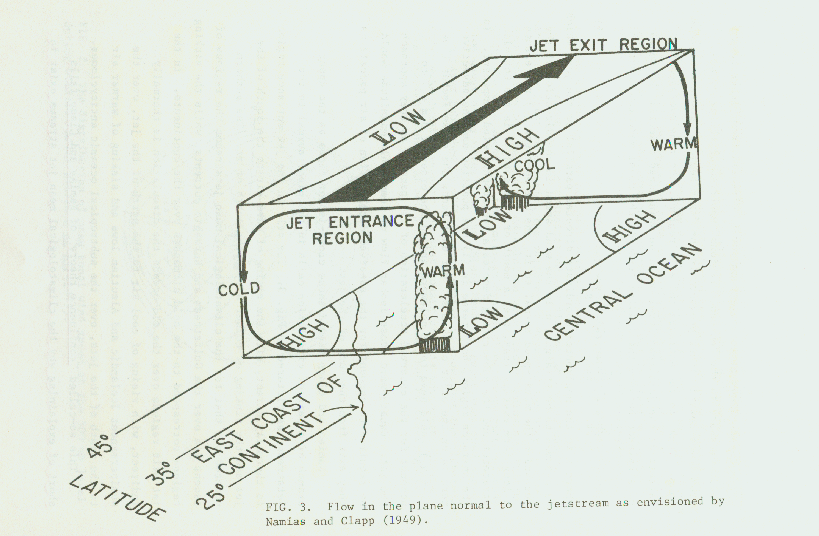 JET EXIT REGION
LOW
HIGH
COOL
WARM
JET ENTRANCE
REGION
COLD
WARM
LOW
HIGH
HIGH
LOW
CENTRAL OCEAN
EAST COAST OF
CONTINENT
45°
35°
25°
LATITUDE
FIG. 3. Flow in the plane normal to the jetstream as envisioned by
Namias and Clapp (1949).